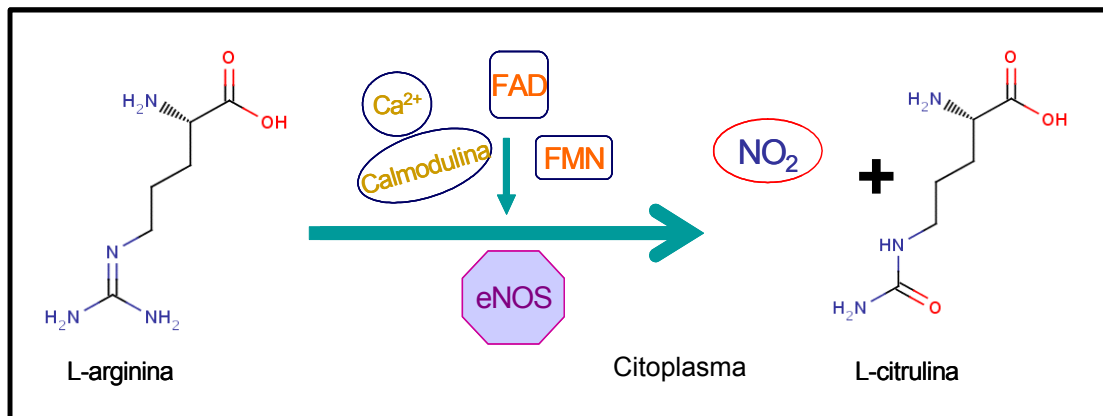 O
H₂N
OH
N
H₂N
NH₂
L-arginina
Ca²⁺
Calmodulina
FAD
FMN
eNOS
Citoplasma
NO₂
+
O
H₂N
OH
HN
H₂N
O
L-citrulina